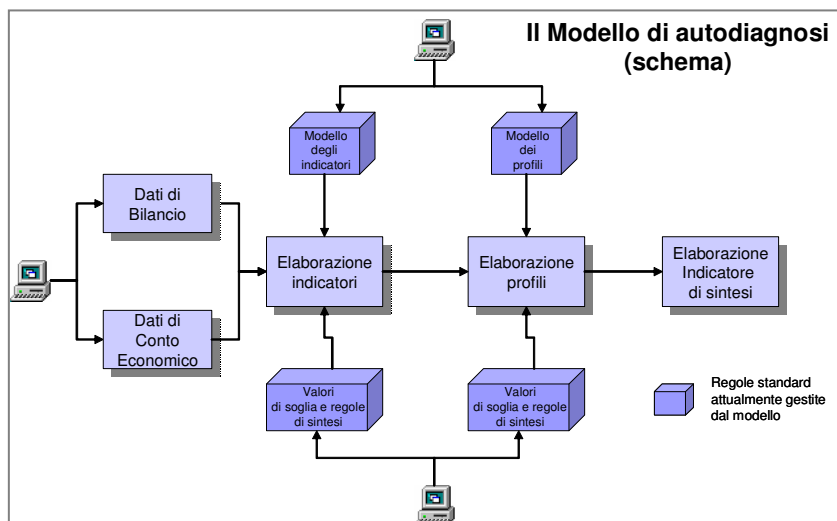 Il Modello di autodiagnosi
(schema)
Modello
degli
indicatori
Modello
dei
profili
Dati di
Bilancio
Elaborazione
indicatori
Elaborazione
profili
Elaborazione
Indicatore
di sintesi
Dati di
Conto
Economico
Valori
di soglia e regole
di sintesi
Valori
di soglia e regole
di sintesi
Regole standard
attualmente gestite
dal modello